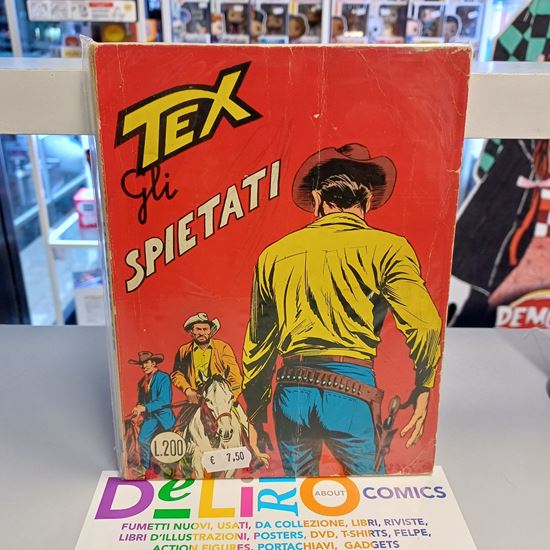 TEX
Gli
SPIETATI
L.200
€ 7,50
DeLiRiO
ABOUT
COMICS
FUMETTI NUOVI, USATI, DA COLLEZIONE, LIBRI, RIVISTE,
LIBRI D'ILLUSTRAZIONI, POSTERS, DVD, T-SHIRTS, FELPE,
ACTION FIGURES, PORTACHIAVI, GADGETS
DEM